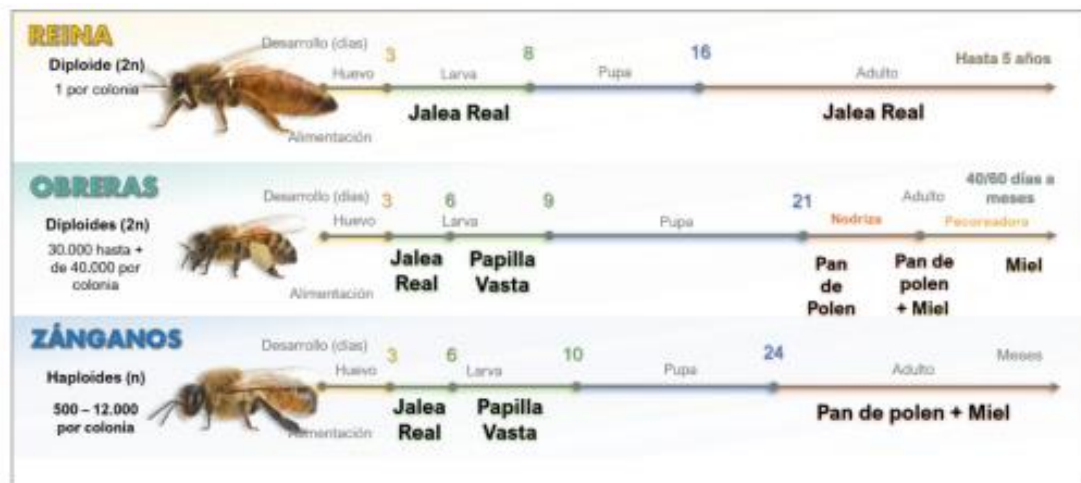 REINA
Diploide (2n)
1 por colonia
Desarrollo (días) 3 8 16 Hasta 5 años
Huevo Larva Pupa Adulto
Jalea Real Jalea Real
Alimentación
OBRERAS
Diploides (2n)
30.000 hasta +
de 40.000 por
colonia
40/60 días a
meses
Desarrollo (días) 3 6 9 21 Adulto
Huevo Larva Pupa Nodriza Pecoreadora
Jalea
Real
Papilla
Vasta
Pan
de
Polen
Pan de
polen
+ Miel
Miel
Alimentación
ZÁNGANOS
Haploides (n)
500 – 12.000
por colonia
Desarrollo (días) 3 6 10 24 Meses
Huevo Larva Pupa Adulto
Jalea
Real
Papilla
Vasta
Pan de polen + Miel
Alimentación